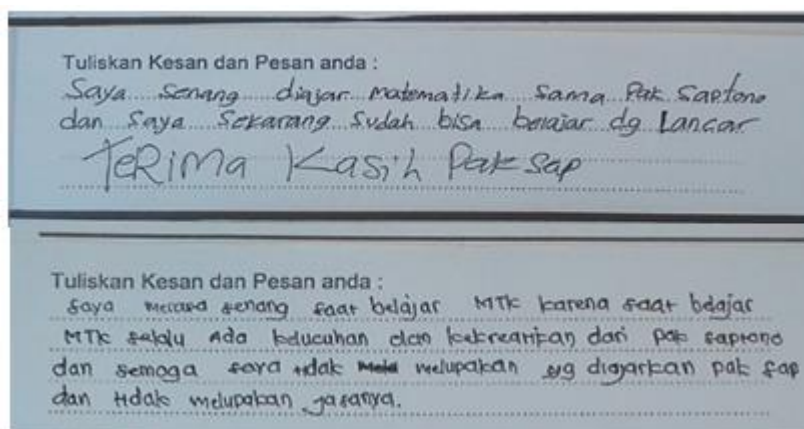 Tuliskan Kesan dan Pesan anda :
Saya senang diajar matematika sama Pak Saptono
dan saya sekarang sudah bisa belajar dg Lancar
TeRiMa Kasih Pak Sap
Tuliskan Kesan dan Pesan anda :
saya merasa senang saat belajar MTK karena saat belajar
MTK selalu Ada kelucuhan dan kekreatifan dari pak saptono
dan semoga saya tidak melupakan yg diajarkan pak sap
dan tidak melupakan jasanya.